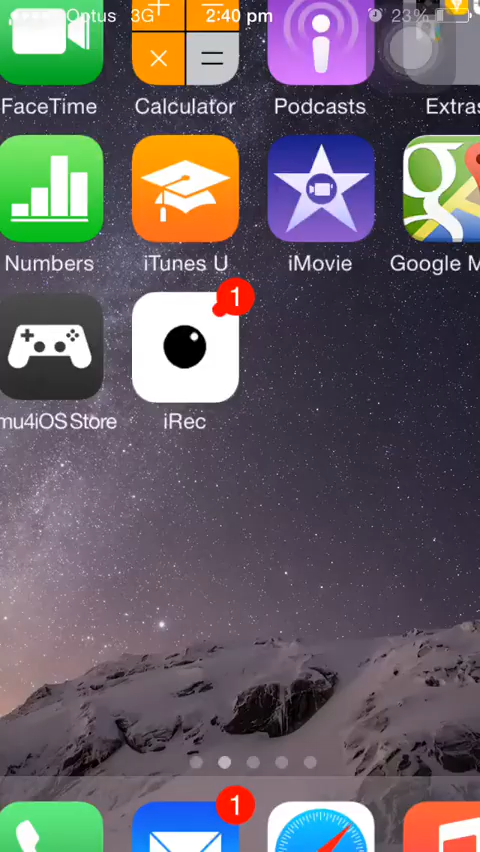 Optus 3G 2:40 pm 23%
FaceTime Calculator Podcasts Extras
Numbers iTunes U iMovie Google M
1
mu4iOS Store iRec
1